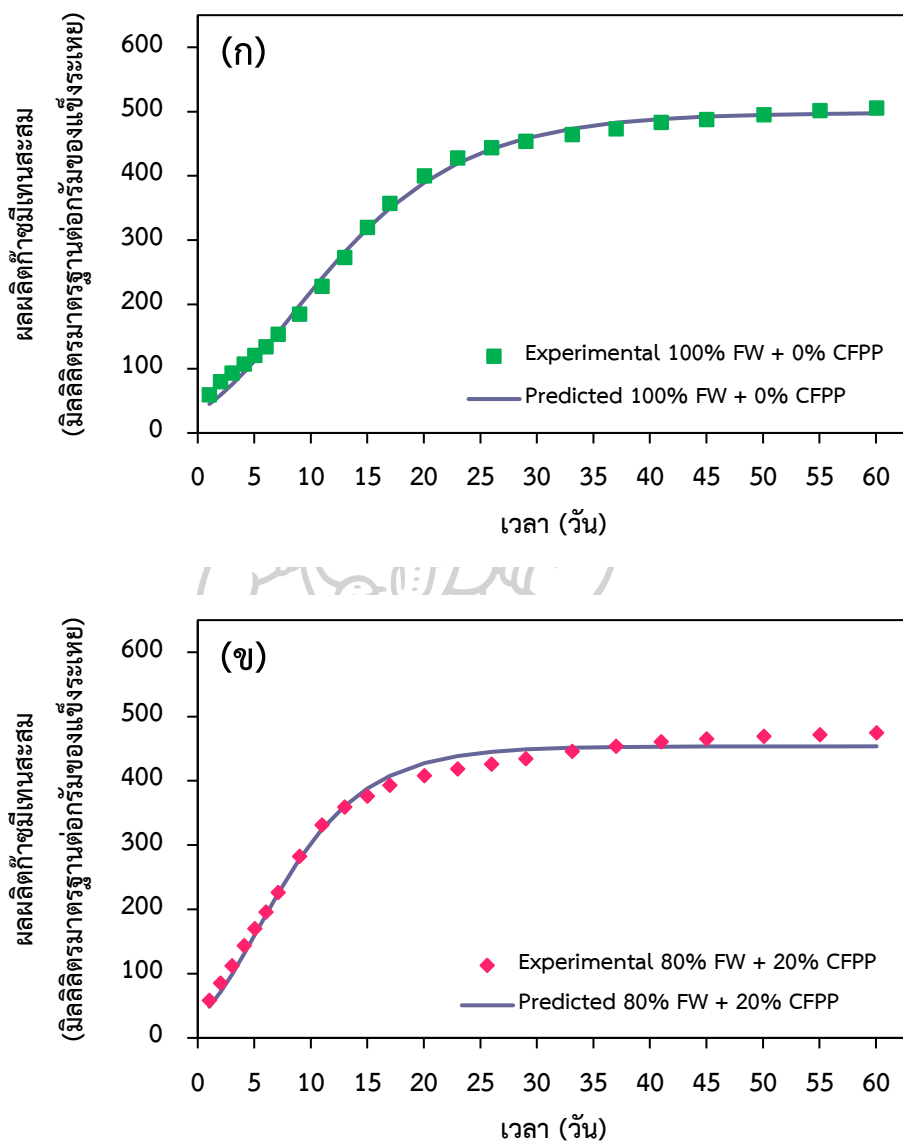 (ก)
ผลผลิตก๊าซมีเทนสะสม
(มิลลิลิตรมาตรฐานต่อกรัมของแข็งระเหย)
600
500
400
300
200
100
0
Experimental 100% FW + 0% CFPP
Predicted 100% FW + 0% CFPP
0 5 10 15 20 25 30 35 40 45 50 55 60
เวลา (วัน)
(ข)
ผลผลิตก๊าซมีเทนสะสม
(มิลลิลิตรมาตรฐานต่อกรัมของแข็งระเหย)
600
500
400
300
200
100
0
Experimental 80% FW + 20% CFPP
Predicted 80% FW + 20% CFPP
0 5 10 15 20 25 30 35 40 45 50 55 60
เวลา (วัน)